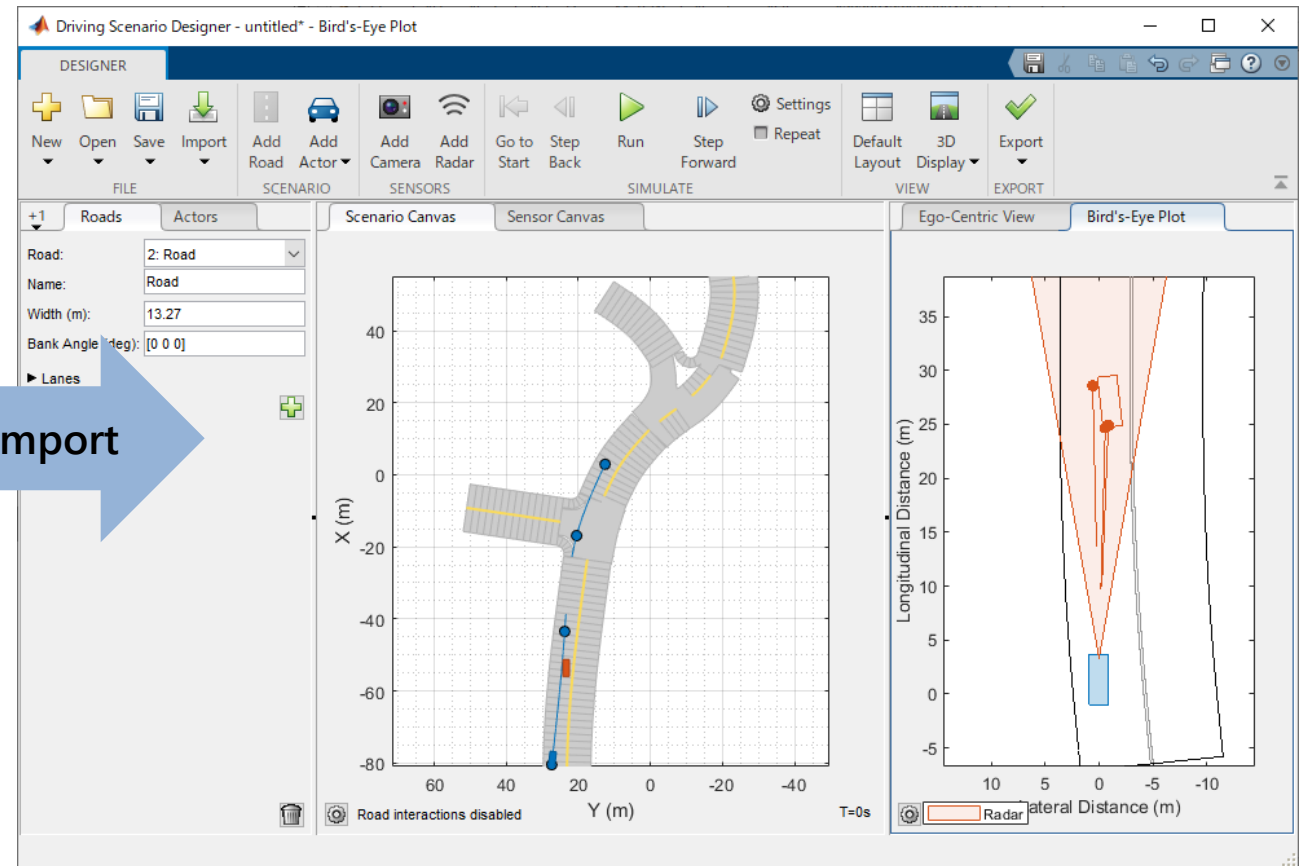 Driving Scenario Designer - untitled* - Bird's-Eye Plot
DESIGNER
New Open Save Import Add Road Add Actor Add Camera Add Radar Go to Start Step Back Run Step Forward Settings Repeat Default Layout 3D Display Export
FILE SCENARIO SENSORS SIMULATE VIEW EXPORT
+1 Roads Actors
Road: 2: Road
Name: Road
Width (m): 13.27
Bank Angle (deg): [0 0 0]
Lanes
mport
Scenario Canvas Sensor Canvas
40
20
0
-20
-40
-60
-80
X (m)
60 40 20 0 -20 -40
Y (m)
Road interactions disabled
T=0s
Ego-Centric View Bird's-Eye Plot
35
30
25
20
15
10
5
0
-5
Longitudinal Distance (m)
10 5 0 -5 -10
Radar
ateral Distance (m)